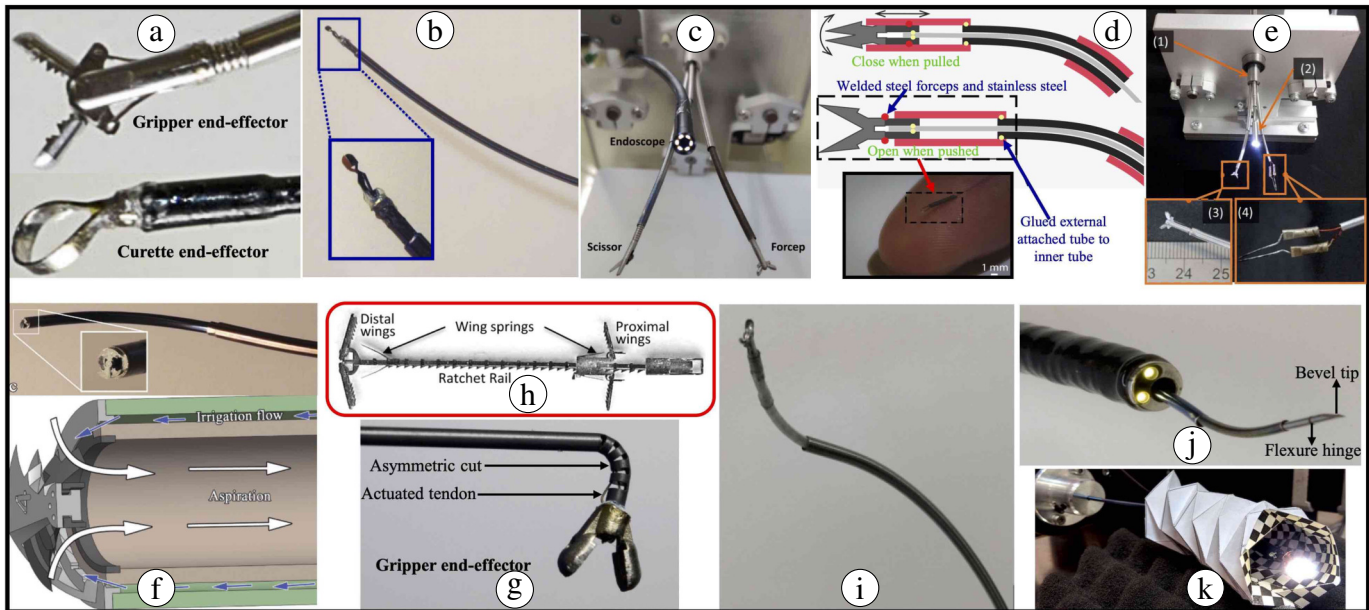 a
Gripper end-effector
Curette end-effector
b
c
Endoscope
Scissor
Forcep
d
Close when pulled
Welded steel forceps and stainless steel
Open when pushed
Glued external
attached tube to
inner tube
1 mm
e
(1)
(2)
(3)
(4)
3 24 25
e
Irrigation flow
Aspiration
f
Distal
wings
Wing springs
Proximal
wings
Ratchet Rail
h
Asymmetric cut
Actuated tendon
Gripper end-effector
g
i
Bevel tip
j
Flexure hinge
k